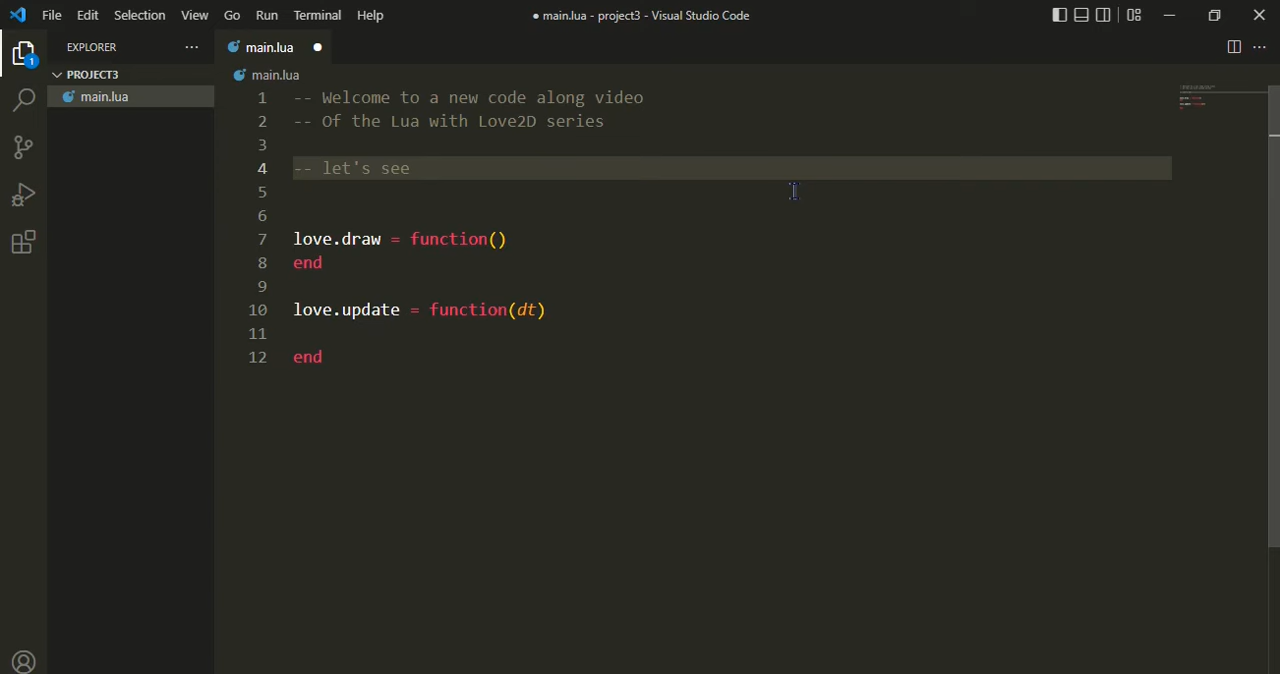 File Edit Selection View Go Run Terminal Help ● main.lua - project3 - Visual Studio Code
EXPLORER ··· main.lua ●
PROJECT3
main.lua
1
main.lua
1 -- Welcome to a new code along video
2 -- Of the Lua with Love2D series
3
4 -- let's see
5
6
7 love.draw = function()
8 end
9
10 love.update = function(dt)
11
12 end